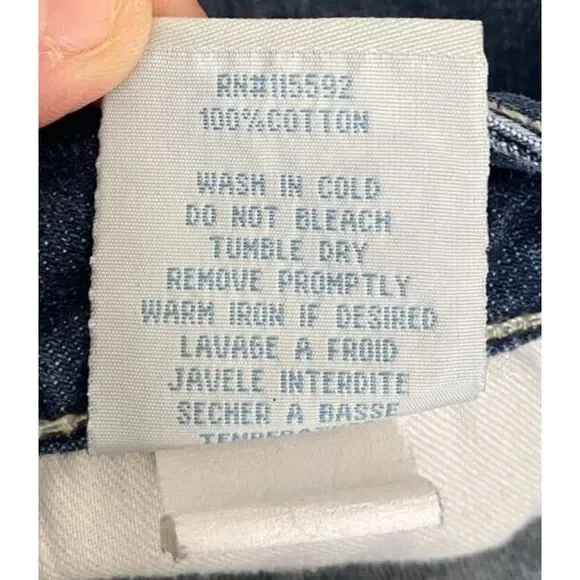 RN#115592
100%COTTON
WASH IN COLD
DO NOT BLEACH
TUMBLE DRY
REMOVE PROMPTLY
WARM IRON IF DESIRED
LAVAGE A FROID
JAVELE INTERDITE
SECHER A BASSE